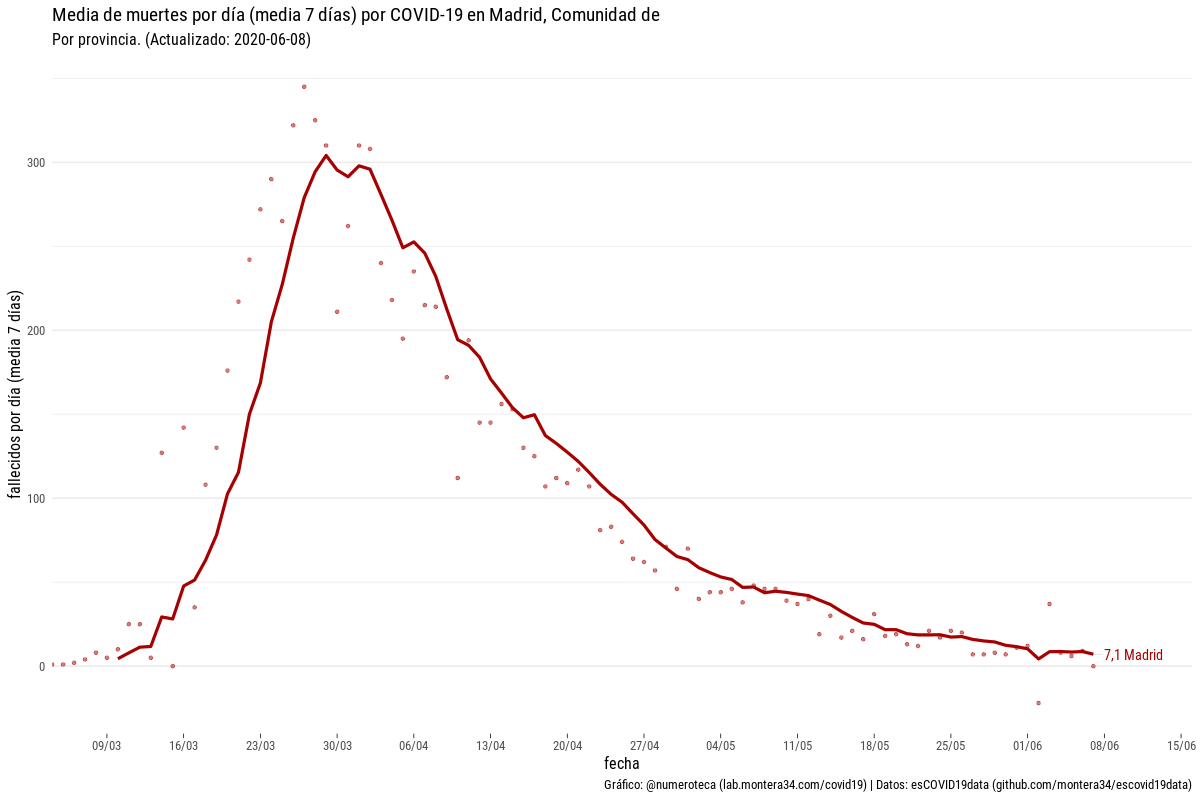 Media de muertes por día (media 7 días) por COVID-19 en Madrid, Comunidad de
Por provincia. (Actualizado: 2020-06-08)
fallecidos por día (media 7 días)
300
200
100
0
7,1 Madrid
09/03 16/03 23/03 30/03 06/04 13/04 20/04 27/04 04/05 11/05 18/05 25/05 01/06 08/06 15/06
fecha
Gráfico: @numeroteca (lab.montera34.com/covid19) | Datos: esCOVID19data (github.com/montera34/escovid19data)